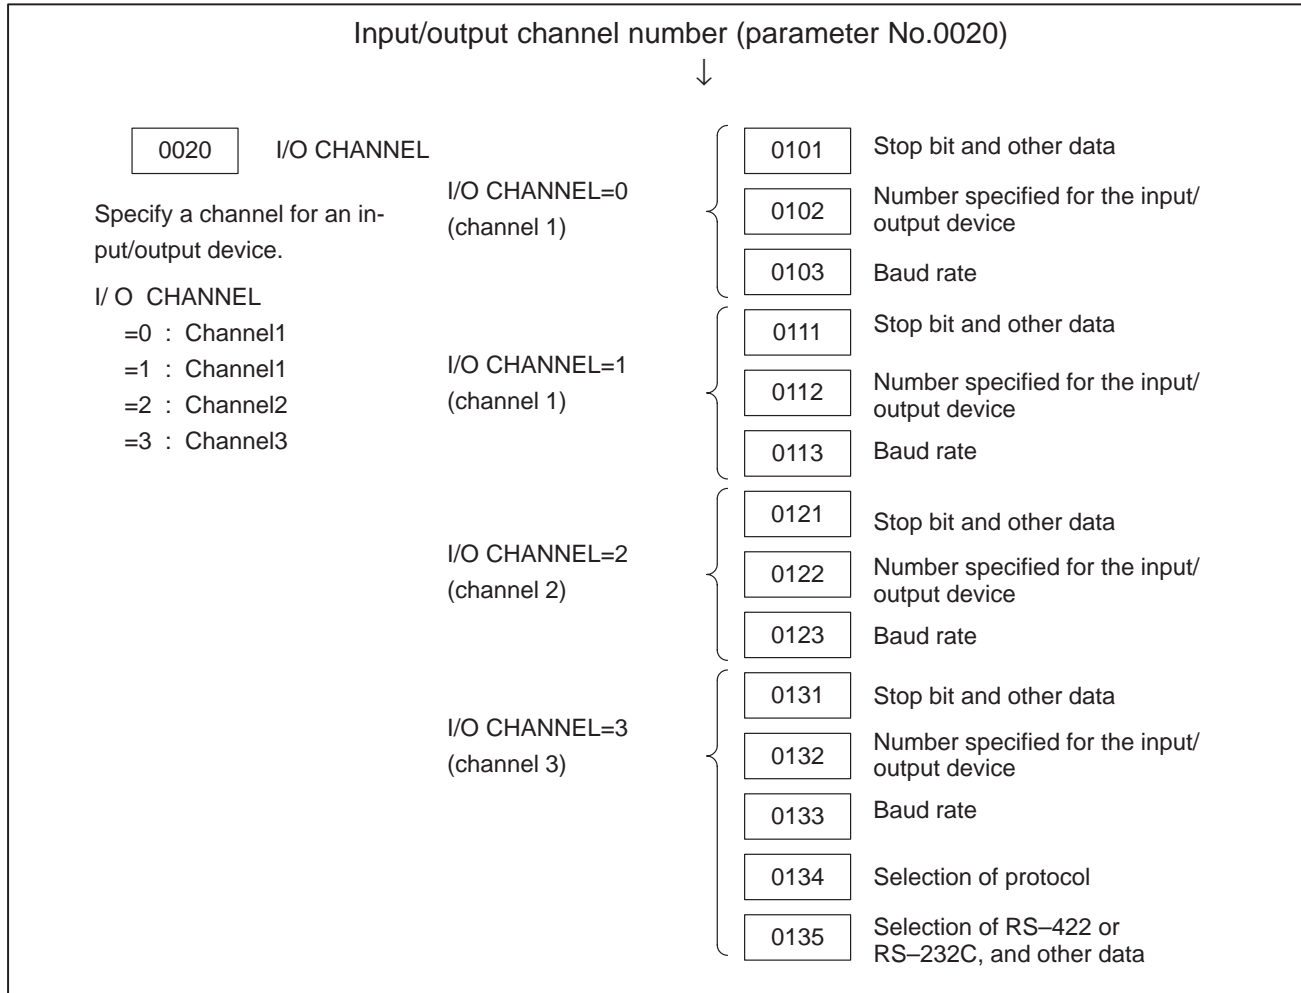 Input/output channel number (parameter No.0020)
↓
0020 I/O CHANNEL
Specify a channel for an in-
put/output device.
I/ O CHANNEL
=0 : Channel1
=1 : Channel1
=2 : Channel2
=3 : Channel3
I/O CHANNEL=0
(channel 1)
0101 Stop bit and other data
0102 Number specified for the input/
output device
0103 Baud rate
I/O CHANNEL=1
(channel 1)
0111 Stop bit and other data
0112 Number specified for the input/
output device
0113 Baud rate
I/O CHANNEL=2
(channel 2)
0121 Stop bit and other data
0122 Number specified for the input/
output device
0123 Baud rate
I/O CHANNEL=3
(channel 3)
0131 Stop bit and other data
0132 Number specified for the input/
output device
0133 Baud rate
0134 Selection of protocol
0135 Selection of RS–422 or
RS–232C, and other data